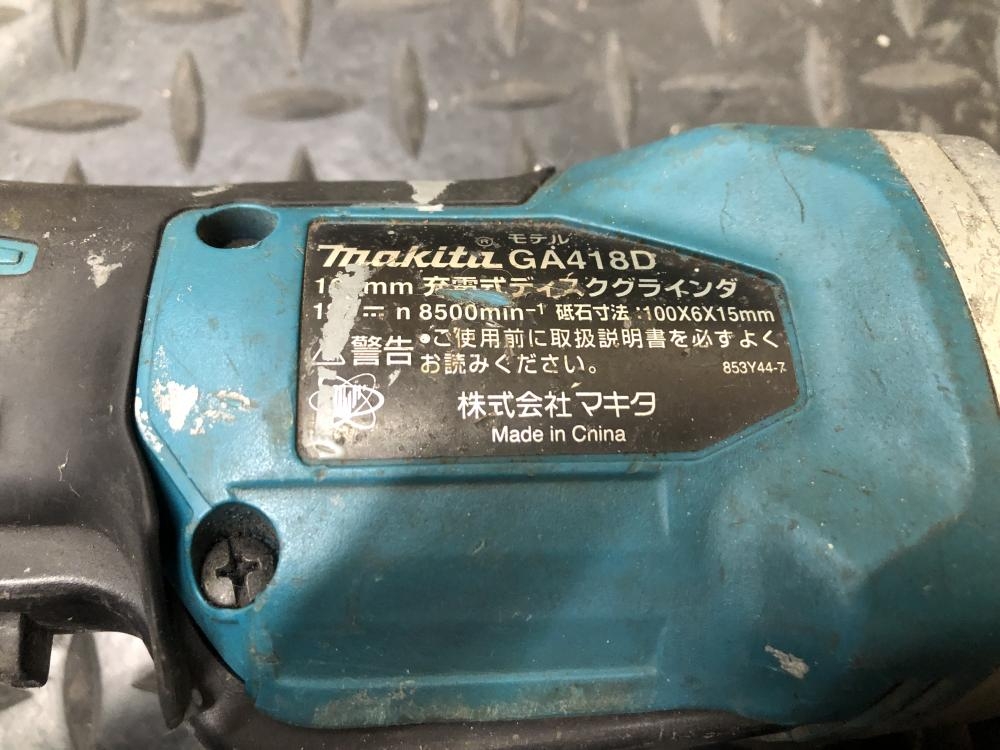 makita® モデル GA418D
mm 充電式ディスクグラインダ
n 8500min⁻¹ 砥石寸法:100X6X15mm
⚠警告 •ご使用前に取扱説明書を必ずよく
お読みください。
853Y44-7
株式会社マキタ
Made in China